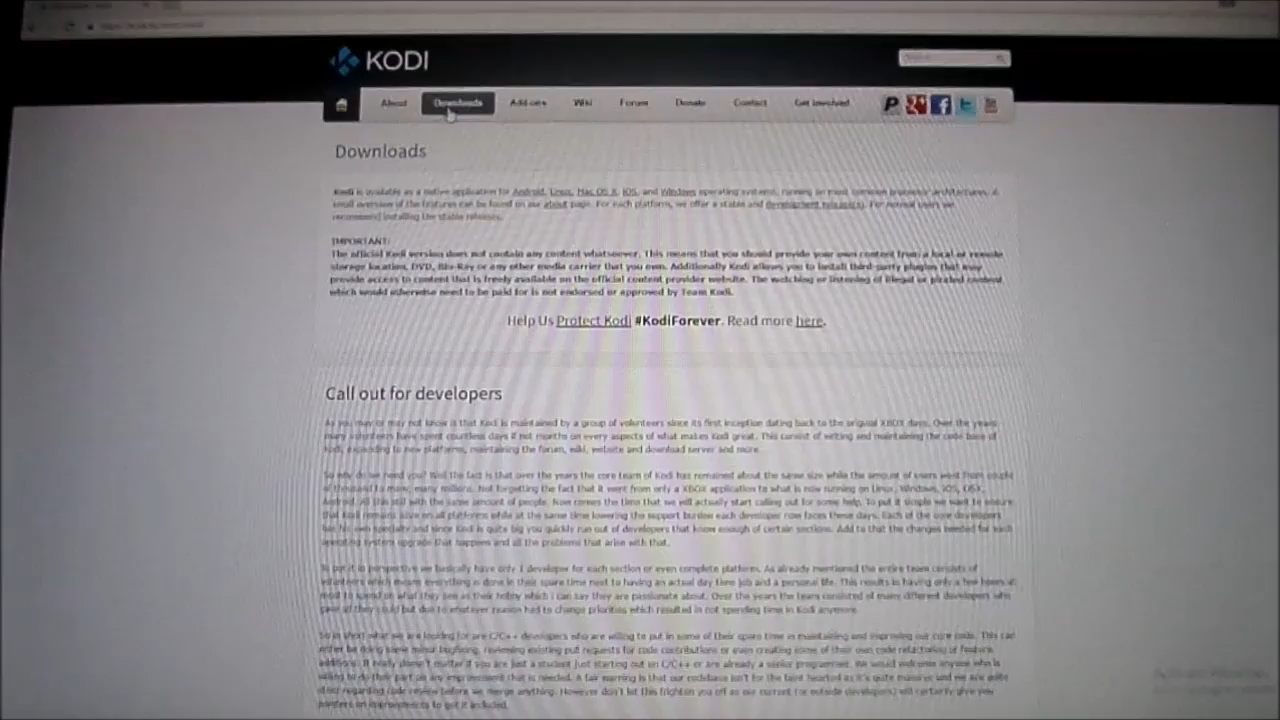 KODI
About Downloads Add-ons Wiki Forum Donate Contact Get Involved
Downloads
Kodi is available as a native application for Android, Linux, Mac OS X, iOS, and Windows operating systems, running on most common processor architectures. A
small overview of the features can be found on our about page. For each platform, we offer a stable and development release(s). For normal users we
recommend installing the stable releases.
IMPORTANT:
The official Kodi version does not contain any content whatsoever. This means that you should provide your own content from a local or remote
storage location, DVD, Blu-Ray or any other media carrier that you own. Additionally Kodi allows you to install third-party plugins that may
provide access to content that is freely available on the official content provider website. The watching or listening of illegal or pirated content
which would otherwise need to be paid for is not endorsed or approved by Team Kodi.
Help Us Protect Kodi #KodiForever. Read more here.
Call out for developers
As you may or may not know is that Kodi is maintained by a group of volunteers since its first inception dating back to the original XBOX days. Over the years
many volunteers have spent countless days if not months on every aspects of what makes Kodi great. This consist of writing and maintaining the code base of
Kodi, expanding to new platforms, maintaining the forum, wiki, website and download server and more.
So why do we need you? Well the fact is that over the years the core team of Kodi has remained about the same size while the amount of users went from couple
of thousand to many, many millions. Not forgetting the fact that it went from only a XBOX application to what is now running on Linux, Windows, iOS, OSX,
Android. All this still with the same amount of people. Now comes the time that we will actually start calling out for some help. To put it simple we want to ensure
that Kodi remains alive on all platforms while at the same time lowering the support burden each developer now faces these days. Each of the core developers
has his own specialty and since Kodi is quite big you quickly run out of developers that know enough of certain sections. Add to that the changes needed for each
operating system upgrade that happens and all the problems that arise with that.
To put it in perspective we basically have only 1 developer for each section or even complete platform. As already mentioned the entire team consists of
volunteers which means everything is done in their spare time next to having an actual day time job and a personal life. This results in having only a few hours at
most to spend on what they see as their hobby which i can say they are passionate about. Over the years the team consisted of many different developers who
gave all they could but due to whatever reason had to change priorities which resulted in not spending time in Kodi anymore.
So in short what we are looking for are C/C++ developers who are willing to put in some of their spare time in maintaining and improving our core code. This can
either be doing some minor bugfixing, reviewing existing pull requests for code contributions or even creating some of their own code refactoring or feature
additions. It really doesn't matter if you are just a student just starting out on C/C++ or are already a senior programmer. We would welcome anyone who is
willing to do their part on any improvement that is needed. A fair warning is that our codebase isn't for the faint hearted as it's quite massive and we are quite
strict regarding code review before we merge anything. However don't let this frighten you off as our current (or outside developers) will certainly give you
pointers on improvements to get it included.